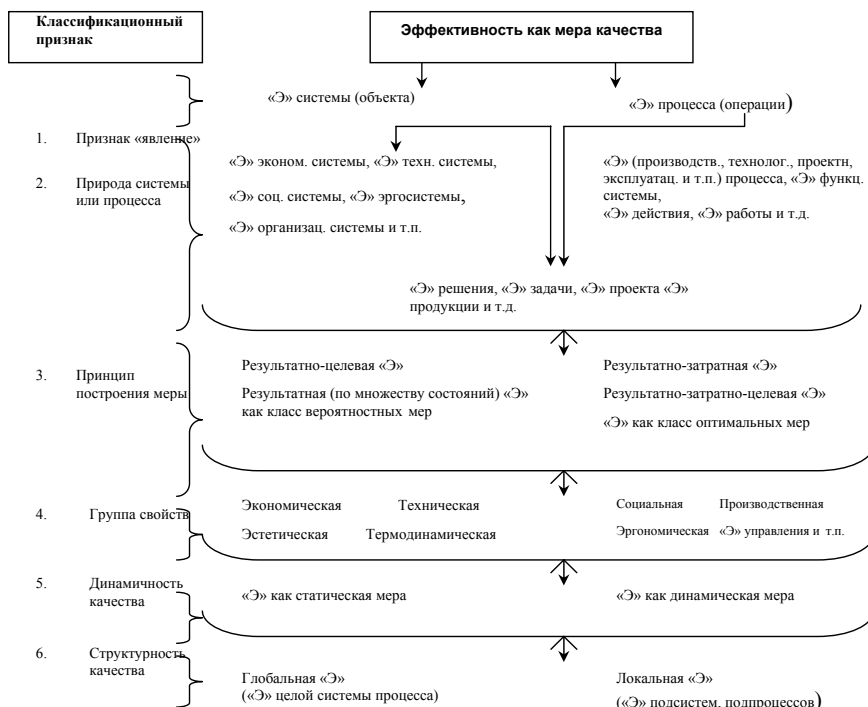 Классификационный
признак
Эффективность как мера качества
«Э» системы (объекта)
«Э» процесса (операции)
1. Признак «явление»
2. Природа системы
или процесса
«Э» эконом. системы, «Э» техн. системы,
«Э» соц. системы, «Э» эргосистемы,
«Э» организац. системы и т.п.
«Э» (производств., технолог., проектн,
эксплуатац. и т.п.) процесса, «Э» функц.
системы,
«Э» действия, «Э» работы и т.д.
«Э» решения, «Э» задачи, «Э» проекта «Э»
продукции и т.д.
3. Принцип
построения меры
Результатно-целевая «Э»
Результатная (по множеству состояний) «Э»
как класс вероятностных мер
Результатно-затратная «Э»
Результатно-затратно-целевая «Э»
«Э» как класс оптимальных мер
4. Группа свойств
Экономическая Техническая
Эстетическая Термодинамическая
Социальная Производственная
Эргономическая «Э» управления и т.п.
5. Динамичность
качества
«Э» как статическая мера
«Э» как динамическая мера
6. Структурность
качества
Глобальная «Э»
(«Э» целой системы процесса)
Локальная «Э»
(«Э» подсистем, подпроцессов)